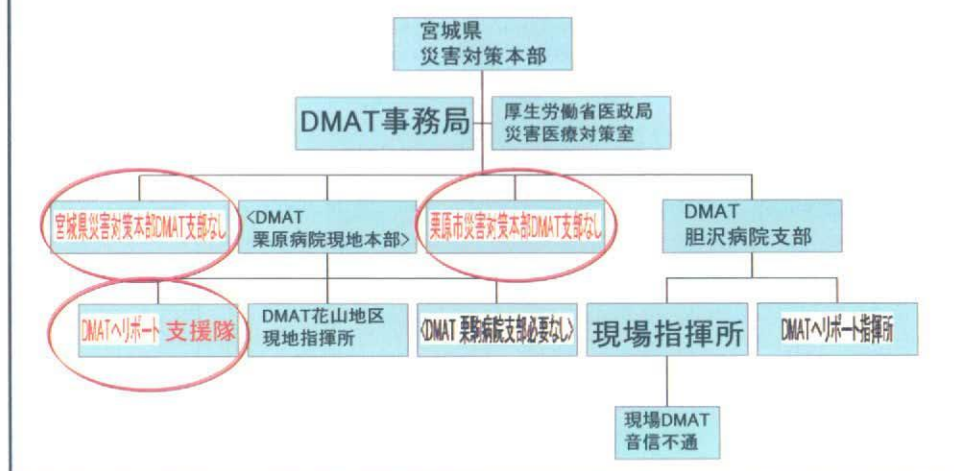 宮城県
災害対策本部
DMAT事務局
厚生労働省医政局
災害医療対策室
宮城県災害対策本部DMAT支部なし
<DMAT
栗原病院現地本部>
栗原市災害対策本部DMAT支部なし
DMAT
胆沢病院支部
DMATヘリポート 支援隊
DMAT花山地区
現地指揮所
<DMAT 栗駒病院支部必要なし>
現場指揮所
DMATヘリポート指揮所
現場DMAT
音信不通